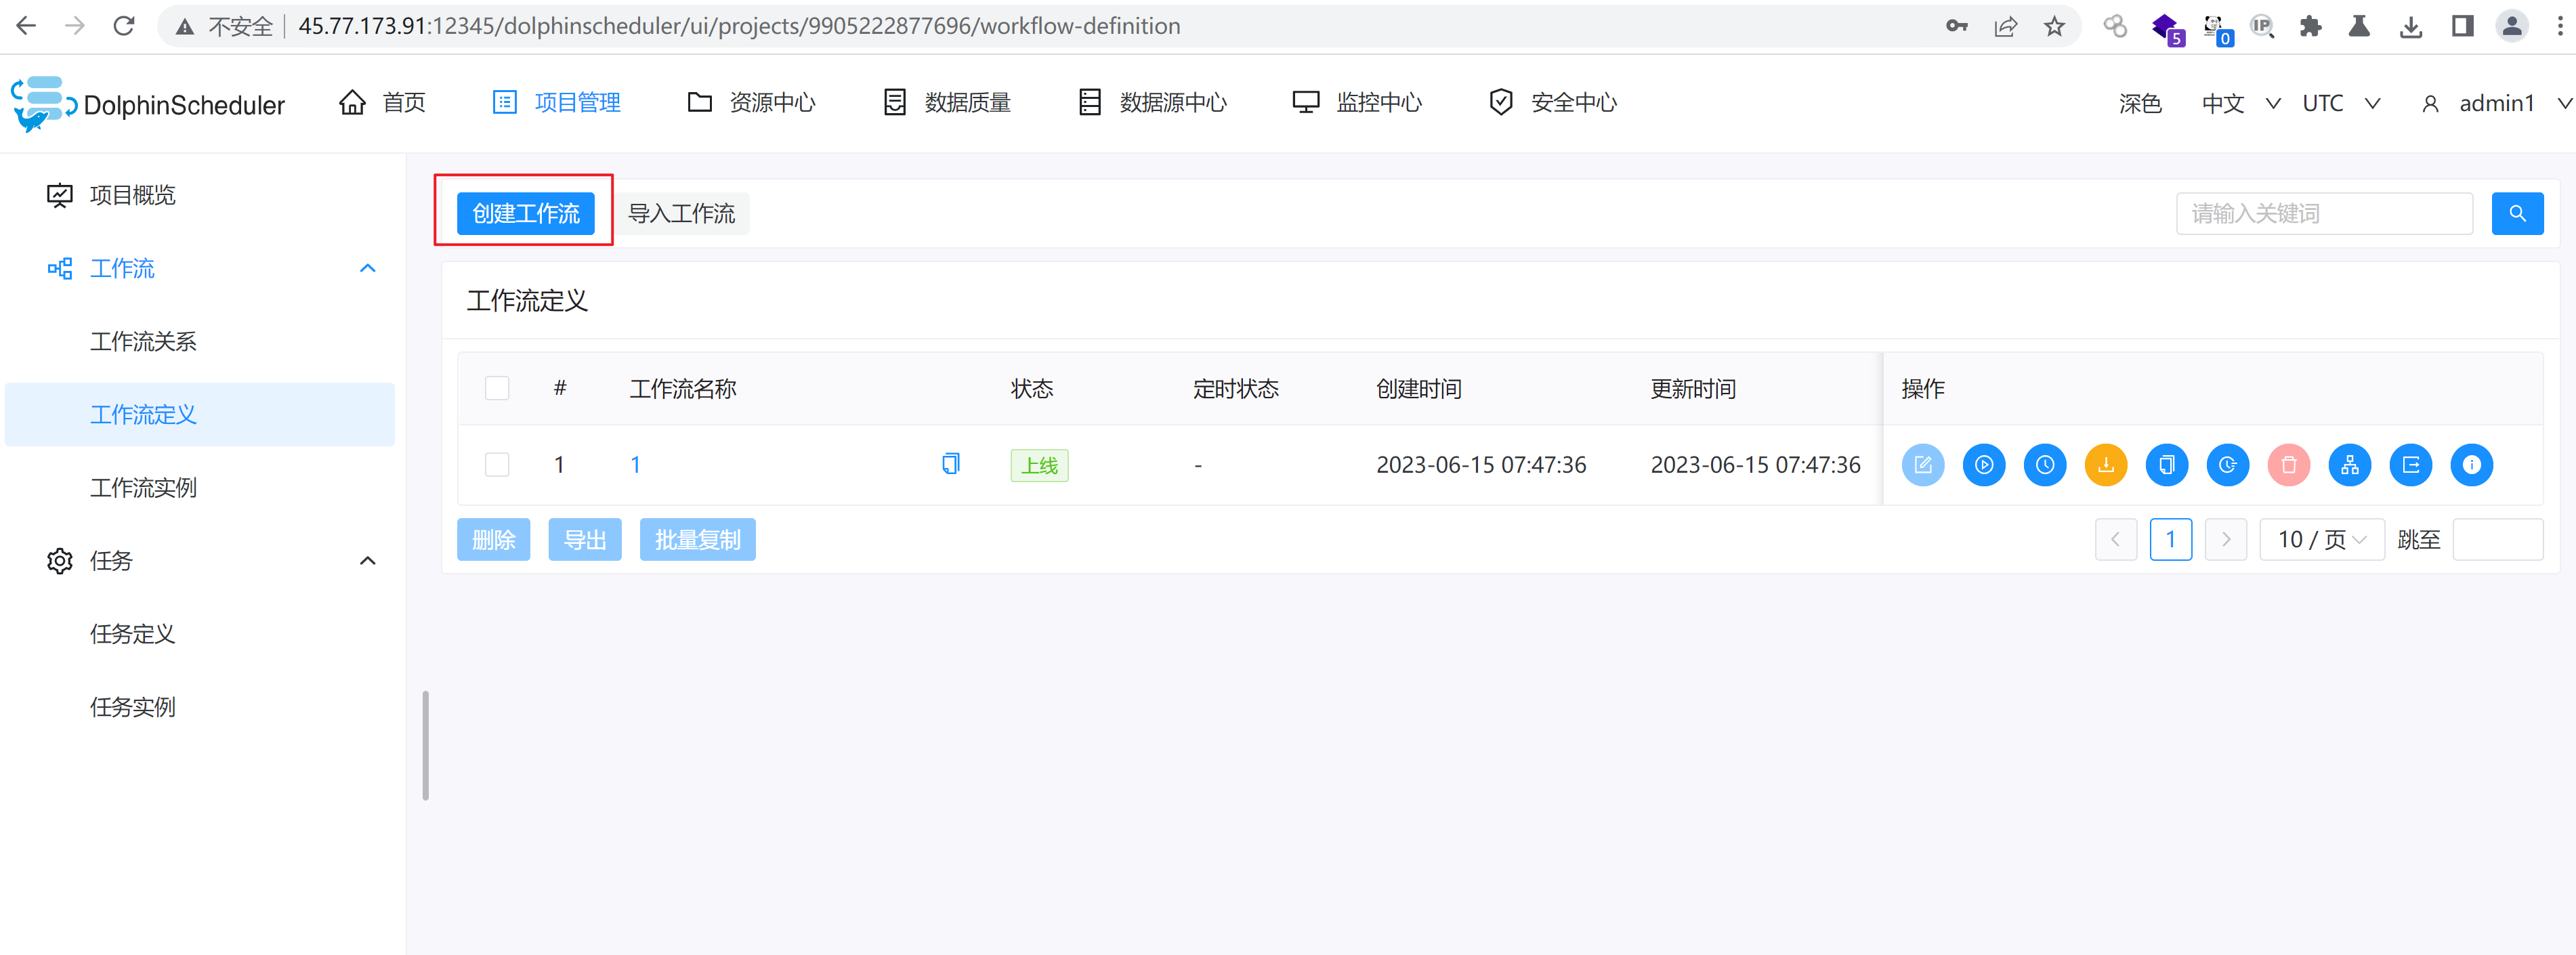 不安全 45.77.173.91:12345/dolphinscheduler/ui/projects/9905222877696/workflow-definition 5 0 IP
DolphinScheduler 首页 项目管理 资源中心 数据质量 数据源中心 监控中心 安全中心 深色 中文 UTC admin1
项目概览
创建工作流 导入工作流 请输入关键词
工作流
工作流定义
工作流关系
# 工作流名称 状态 定时状态 创建时间 更新时间 操作
工作流定义
1 1 上线 - 2023-06-15 07:47:36 2023-06-15 07:47:36
工作流实例
删除 导出 批量复制 1 10 / 页 跳至
任务
任务定义
任务实例